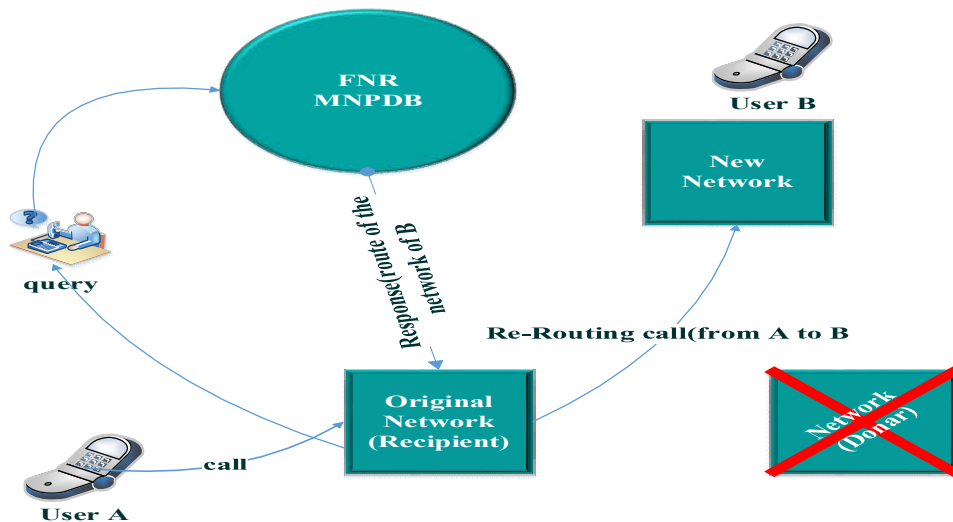 FNR
MNPDB
User B
New
Network
?
query
Response(route of the
network of B
Re-Routing call(from A to B
Original
Network
(Recipient)
Network
(Donar)
call
User A